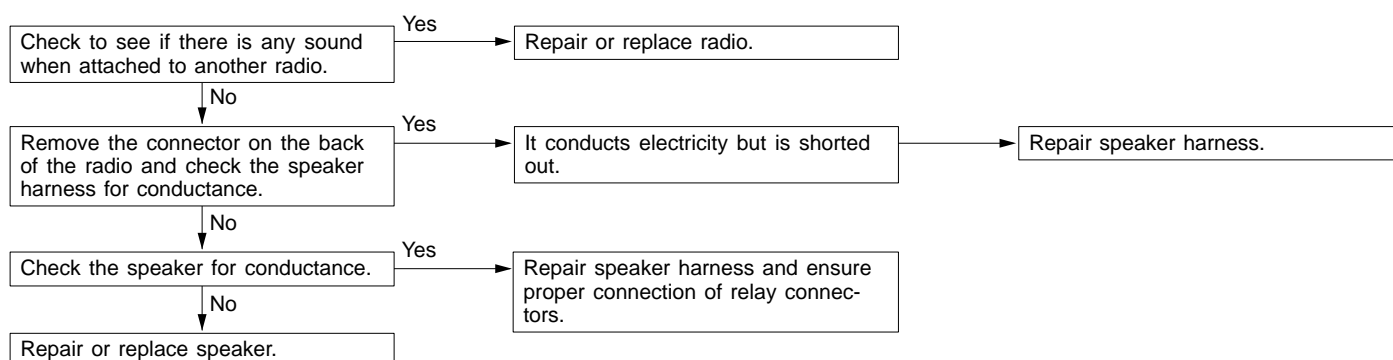 Check to see if there is any sound
when attached to another radio.
Yes
Repair or replace radio.
No
Remove the connector on the back
of the radio and check the speaker
harness for conductance.
Yes
It conducts electricity but is shorted
out.
Repair speaker harness.
No
Check the speaker for conductance.
Yes
Repair speaker harness and ensure
proper connection of relay connec-
tors.
No
Repair or replace speaker.